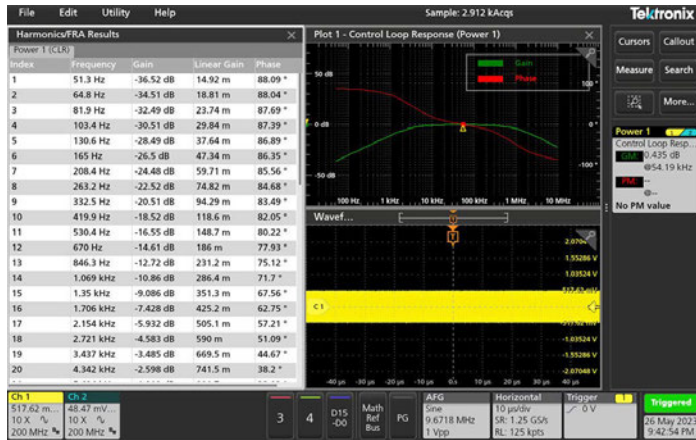 File Edit Utility Help Sample: 2.912 kAcqs Tektronix
Harmonics/FRA Results
Power 1 (CLR)
Index Frequency Gain Linear Gain Phase
1 51.3 Hz -36.52 dB 14.92 m 88.09 °
2 64.8 Hz -34.51 dB 18.81 m 88.04 °
3 81.9 Hz -32.49 dB 23.74 m 87.69 °
4 103.4 Hz -30.51 dB 29.84 m 87.39 °
5 130.6 Hz -28.49 dB 37.64 m 86.89 °
6 165 Hz -26.5 dB 47.34 m 86.35 °
7 208.4 Hz -24.48 dB 59.71 m 85.56 °
8 263.2 Hz -22.52 dB 74.82 m 84.68 °
9 332.5 Hz -20.51 dB 94.29 m 83.49 °
10 419.9 Hz -18.52 dB 118.6 m 82.05 °
11 530.4 Hz -16.55 dB 148.7 m 80.22 °
12 670 Hz -14.61 dB 186 m 77.93 °
13 846.3 Hz -12.72 dB 231.2 m 75.12 °
14 1.069 kHz -10.86 dB 286.4 m 71.7 °
15 1.35 kHz -9.086 dB 351.3 m 67.56 °
16 1.706 kHz -7.428 dB 425.2 m 62.75 °
17 2.154 kHz -5.932 dB 505.1 m 57.21 °
18 2.721 kHz -4.583 dB 590 m 51.09 °
19 3.437 kHz -3.485 dB 669.5 m 44.67 °
20 4.342 kHz -2.598 dB 741.5 m 38.2 °
Plot 1 - Control Loop Response (Power 1)
Gain
Phase
50 dB
100°
0 dB
0°
-50 dB
-100°
100 Hz 1 kHz 10 kHz 100 kHz 1 MHz 10 MHz
Wavef...
T
2.0704
1.55286 V
1.03524 V
C1
-1.03524 V
-1.55286 V
-2.07048 V
-40 µs -30 µs -20 µs -10 µs 0 s 10 µs 20 µs 30 µs 40 µs
Cursors Callout
Measure Search
More...
Power 1
Control Loop Resp...
GM: 0.435 dB
@54.19 kHz
PM: --
@--
No PM value
Ch 1
517.62 m...
10 X
200 MHz
Ch 2
48.47 mV...
10 X
200 MHz
3
4
D15
-D0
Math
Ref
Bus
PG
AFG
Sine
9.6718 MHz
1 Vpp
Horizontal
10 µs/div
SR: 1.25 GS/s
RL: 125 kpts
Trigger 1
0 V
Triggered
26 May 2023
9:42:54 PM